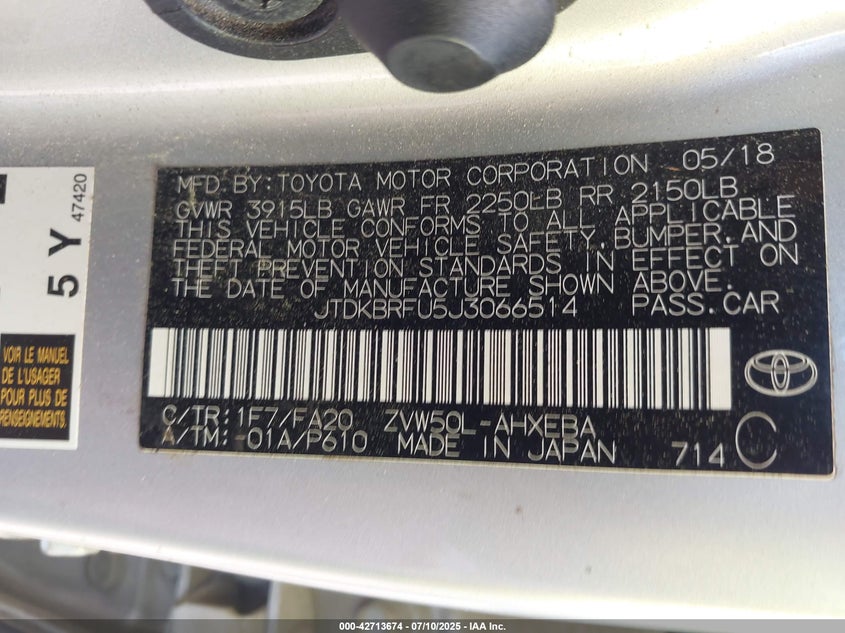 MFD BY:TOYOTA MOTOR CORPORATION 05/18
GVWR 3915LB GAWR FR 2250LB RR 2150LB
THIS VEHICLE CONFORMS TO ALL APPLICABLE
FEDERAL MOTOR VEHICLE SAFETY,BUMPER,AND
THEFT PREVENTION STANDARDS IN EFFECT ON
THE DATE OF MANUFACTURE SHOWN ABOVE.
JTDKBRFU5J3066514 PASS.CAR
C/TR:1F7/FA20 ZVW50L-AHXEBA
A/TM:-01A/P610 MADE IN JAPAN 714 C
5 Y
47420
VOIR LE MANUEL
DE L'USAGER
POUR PLUS DE
RENSEIGNEMENTS.
000-42713674 - 07/10/2025 - IAA Inc.